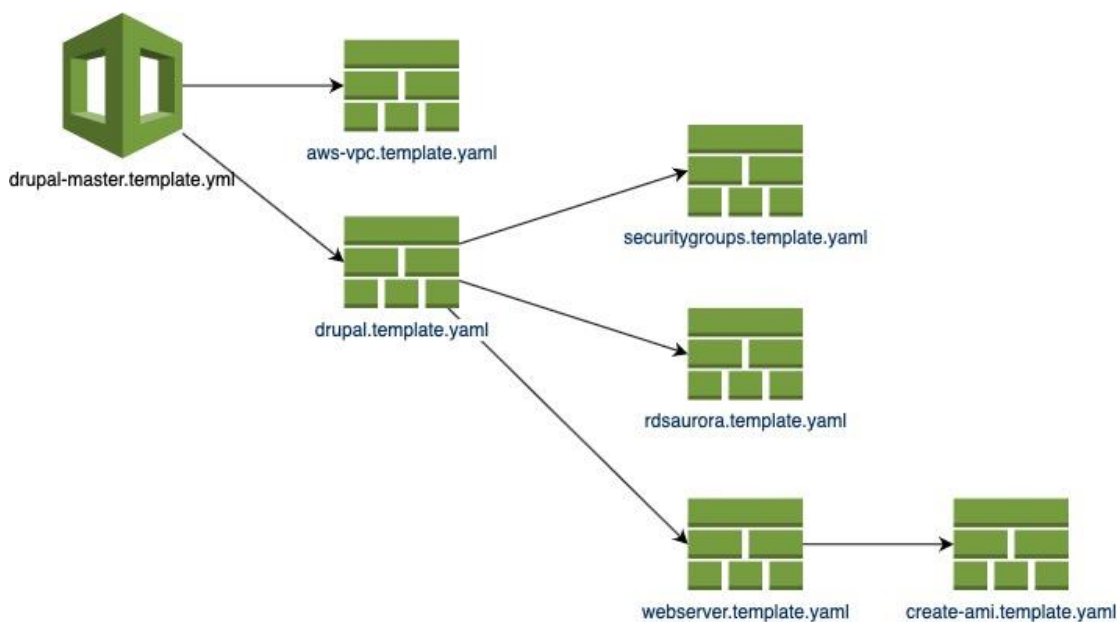 drupal-master.template.yml
aws-vpc.template.yaml
securitygroups.template.yaml
drupal.template.yaml
rdsaurora.template.yaml
webserver.template.yaml
create-ami.template.yaml